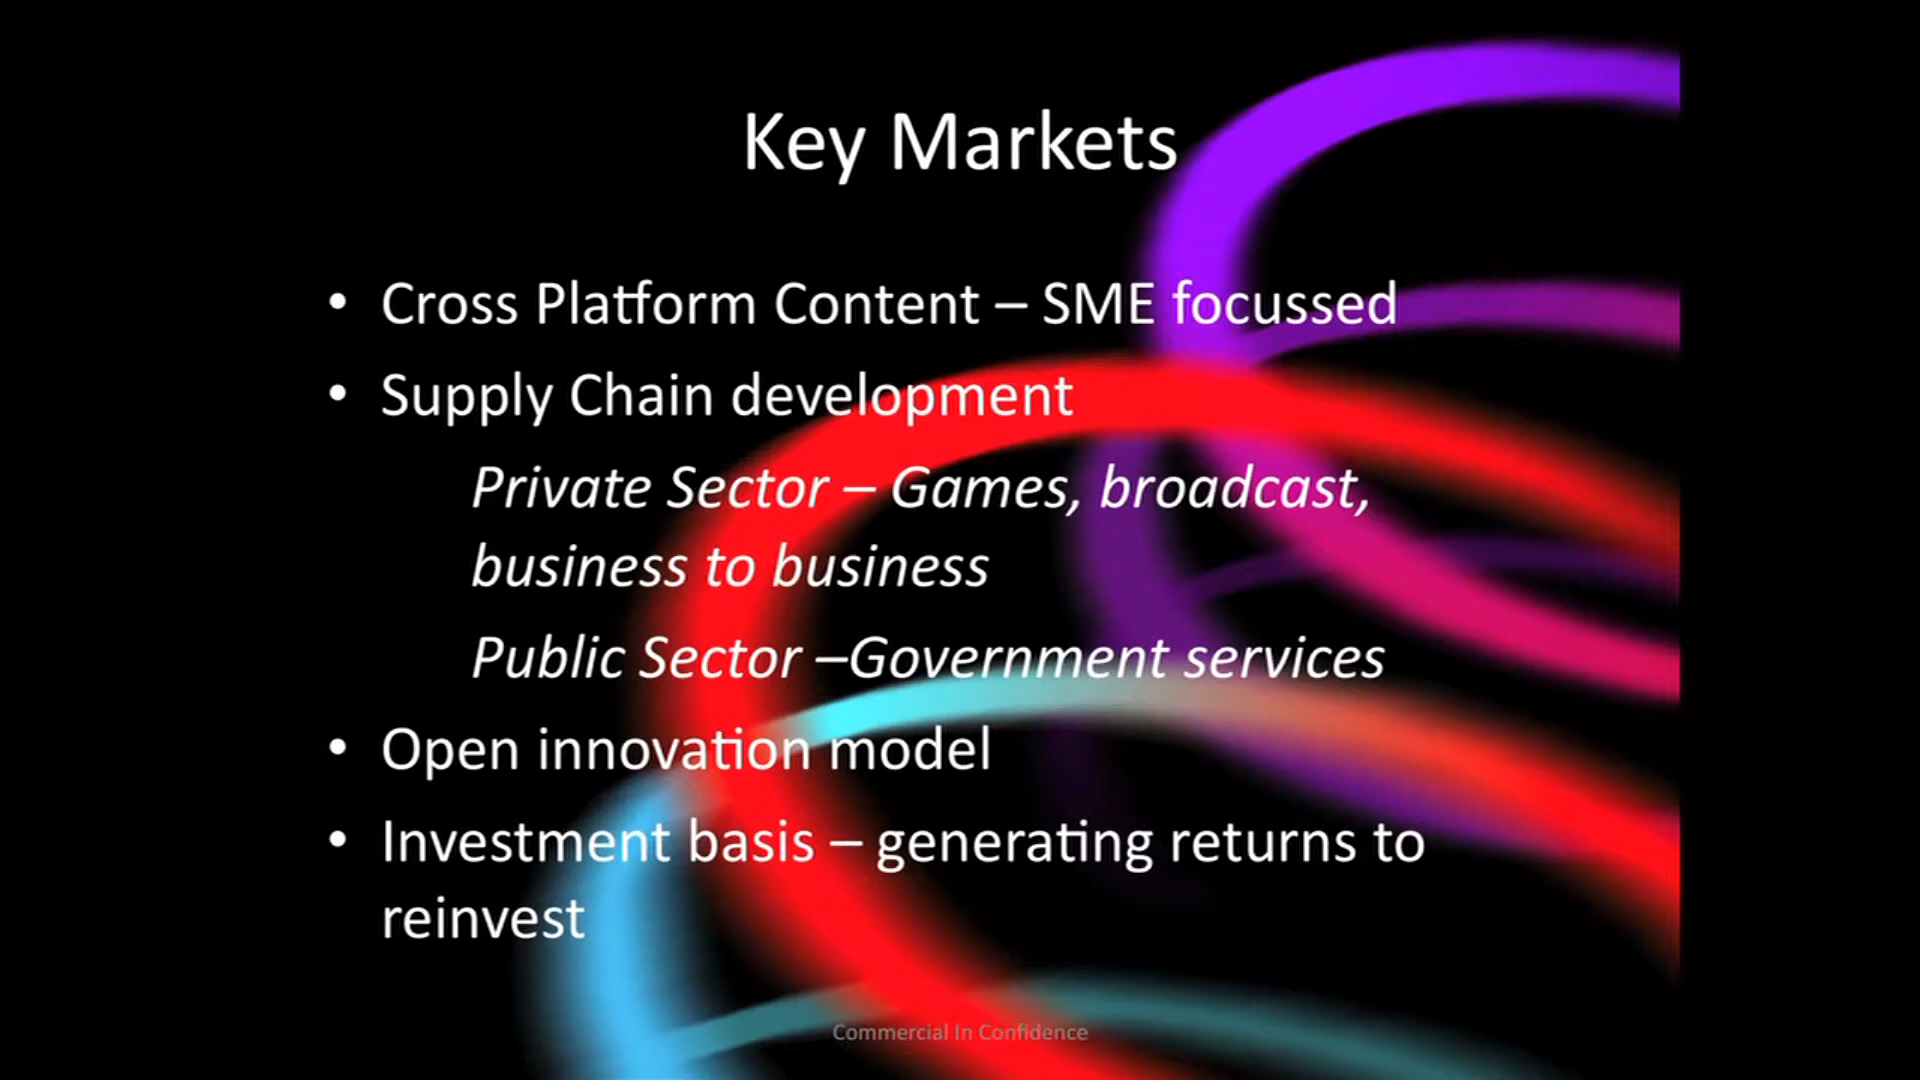 Key Markets
• Cross Platform Content – SME focussed
• Supply Chain development
Private Sector – Games, broadcast,
business to business
Public Sector –Government services
• Open innovation model
• Investment basis – generating returns to
reinvest
Commercial In Confidence